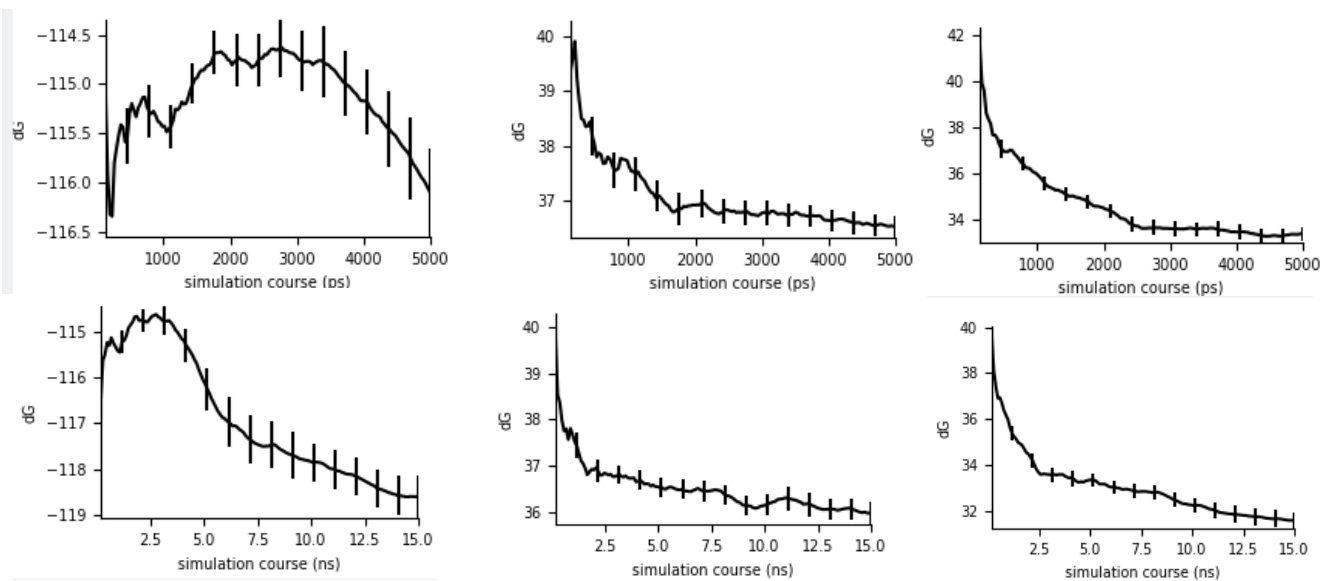 −114.5
−115.0
−115.5
−116.0
−116.5
dG
1000 2000 3000 4000 5000
simulation course (ps)
40
39
38
37
dG
1000 2000 3000 4000 5000
simulation course (ps)
42
40
38
36
34
dG
1000 2000 3000 4000 5000
simulation course (ps)
−115
−116
−117
−118
−119
dG
2.5 5.0 7.5 10.0 12.5 15.0
simulation course (ns)
40
39
38
37
36
dG
2.5 5.0 7.5 10.0 12.5 15.0
simulation course (ns)
40
38
36
34
32
dG
2.5 5.0 7.5 10.0 12.5 15.0
simulation course (ns)